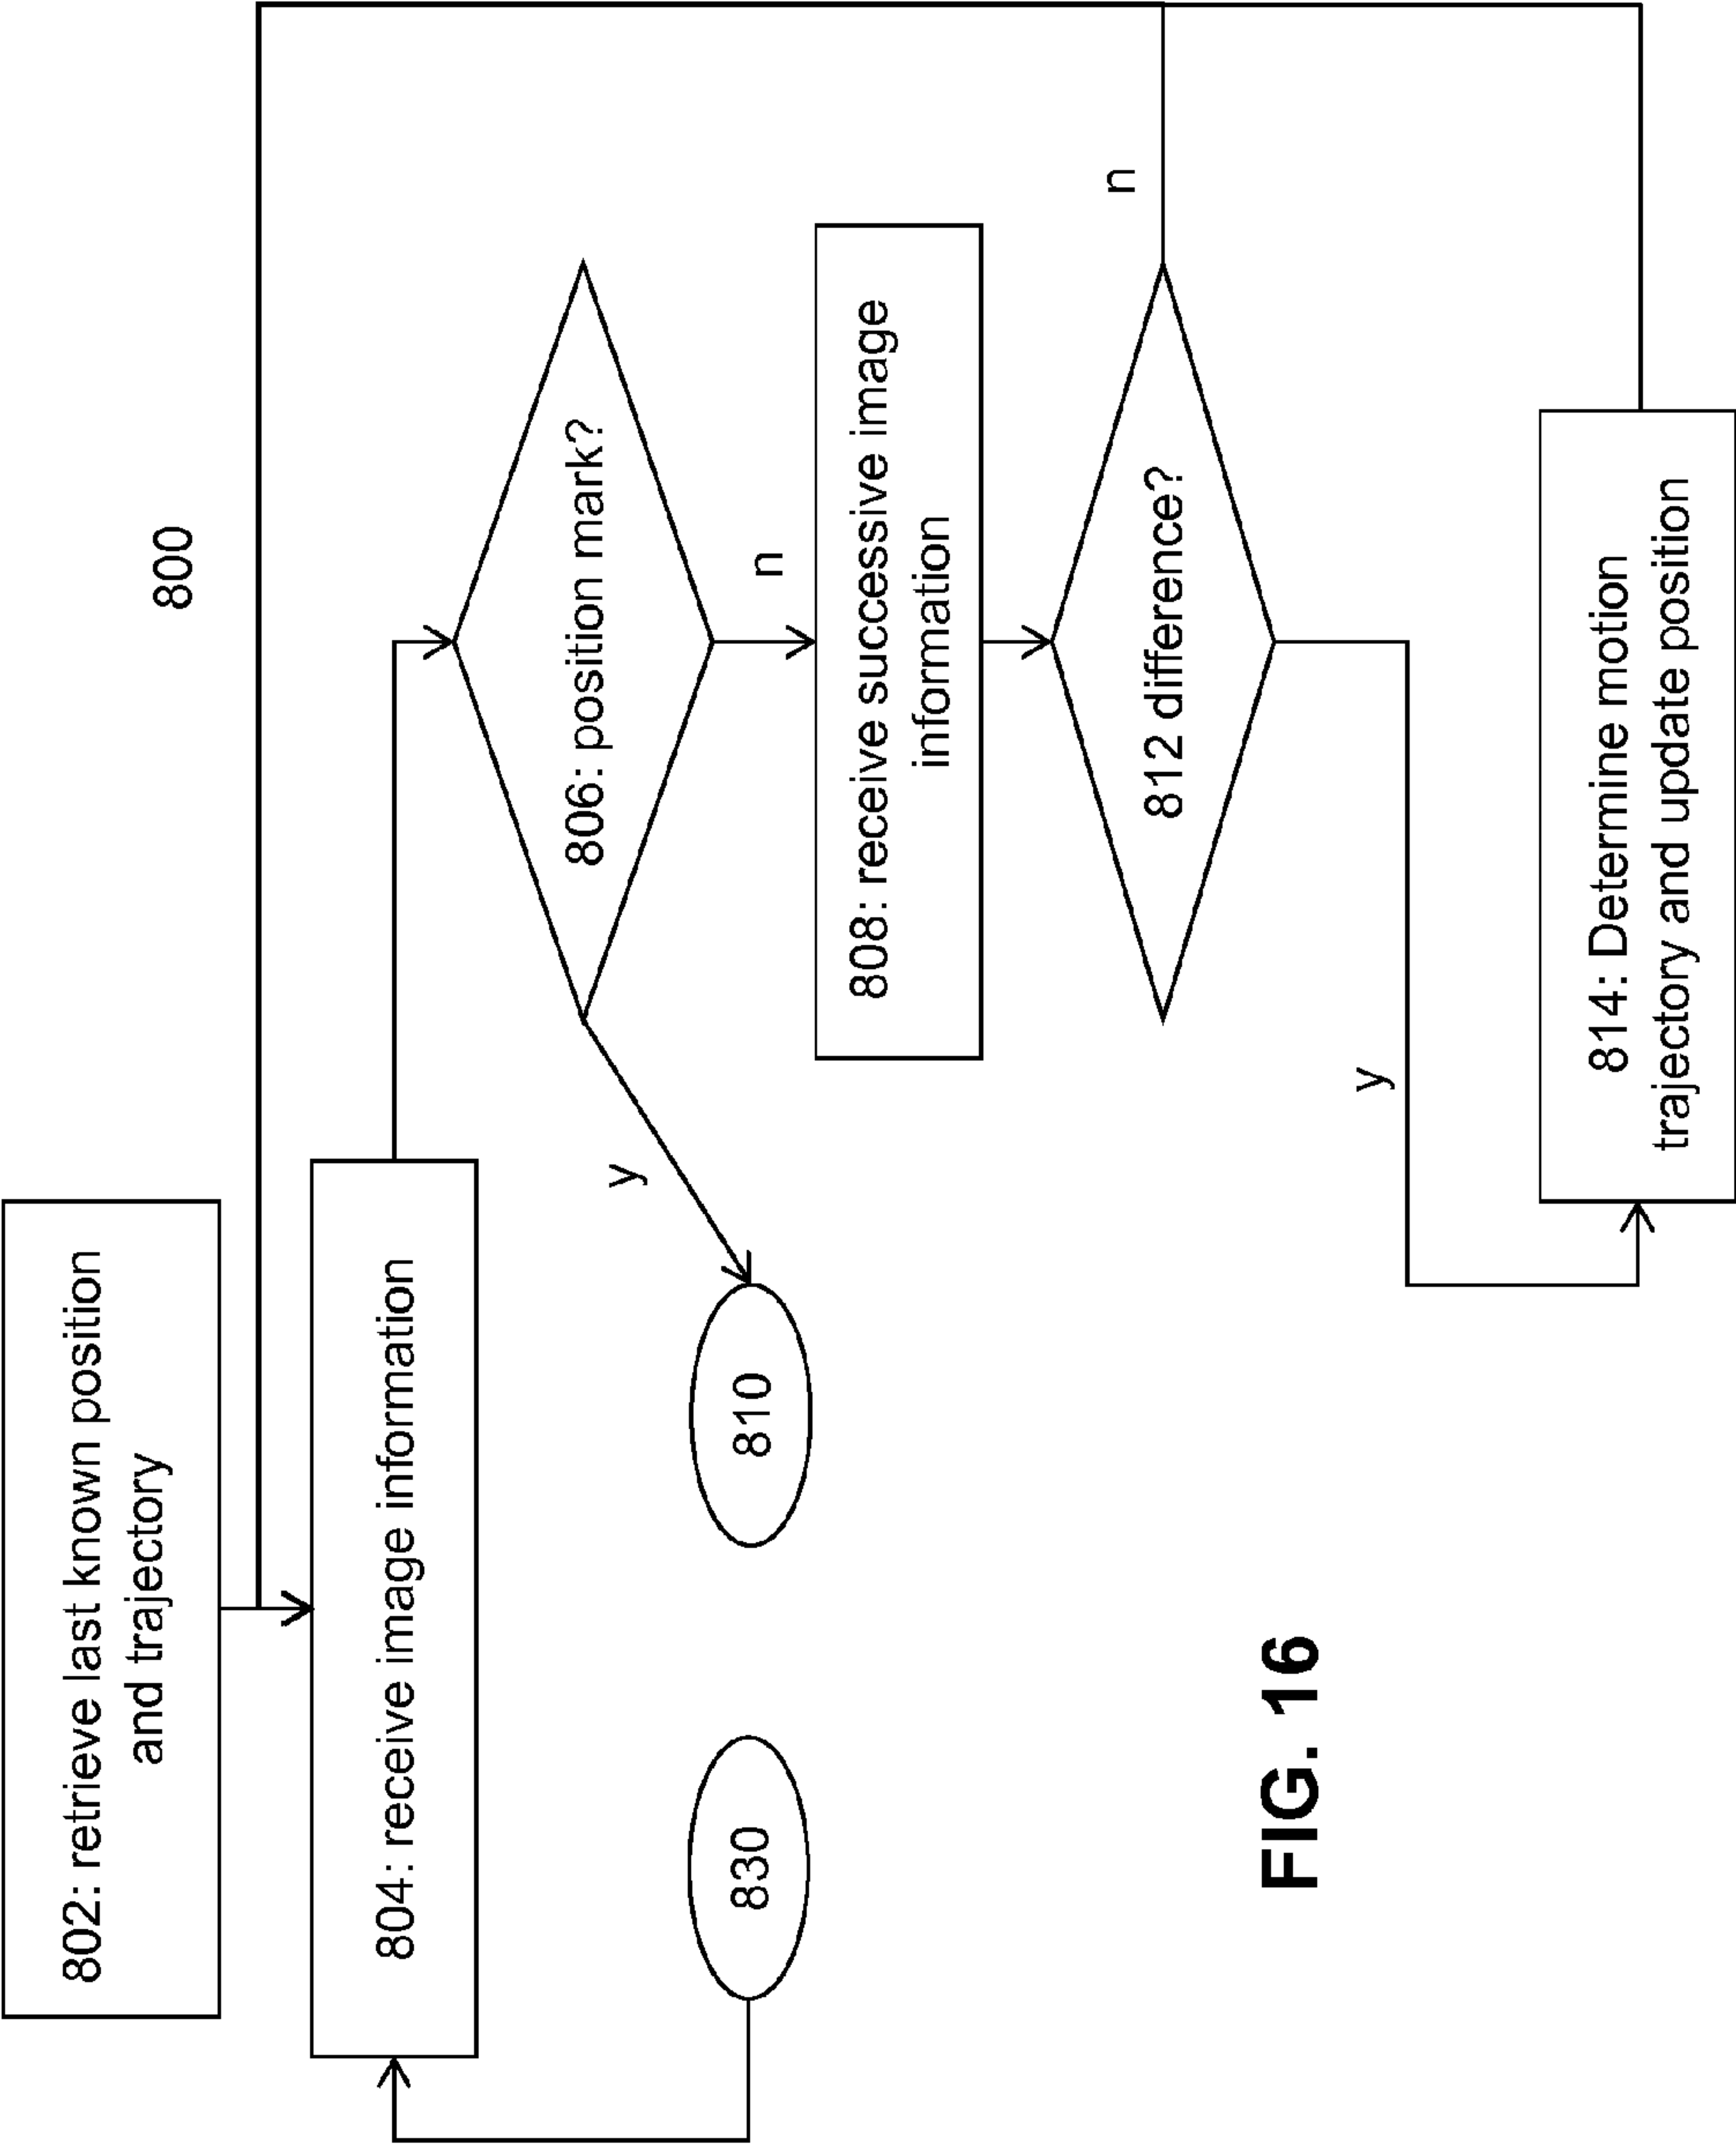 800
802: retrieve last known position
and trajectory
804: receive image information
806: position mark?
y
n
830
810
808: receive successive image
information
812 difference?
n
y
814: Determine motion
trajectory and update position
FIG. 16